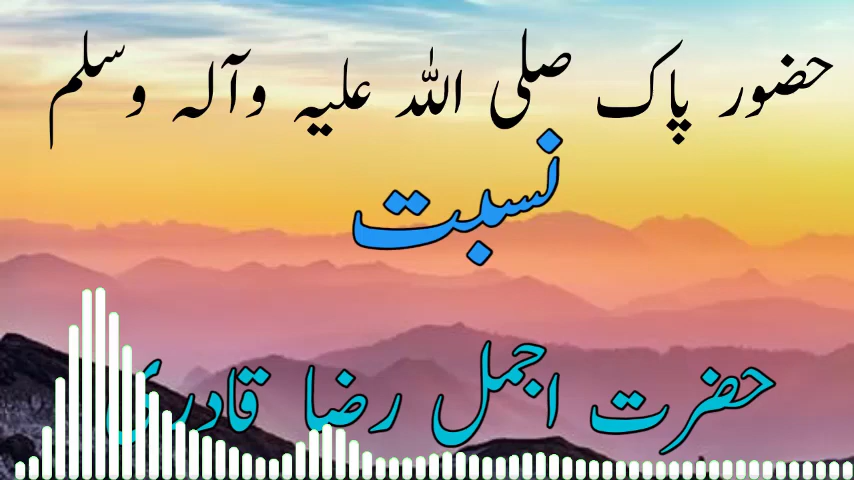 حضور پاک صلی اللہ علیہ وآلہ وسلم
نسبت
حضرت اجمل رضا قادری